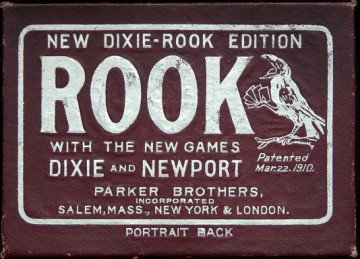 NEW DIXIE-ROOK EDITION
ROOK
WITH THE NEW GAMES
DIXIE AND NEWPORT
Patented
Mar. 22. 1910.
PARKER BROTHERS,
INCORPORATED
SALEM, MASS., NEW YORK & LONDON.
PORTRAIT BACK